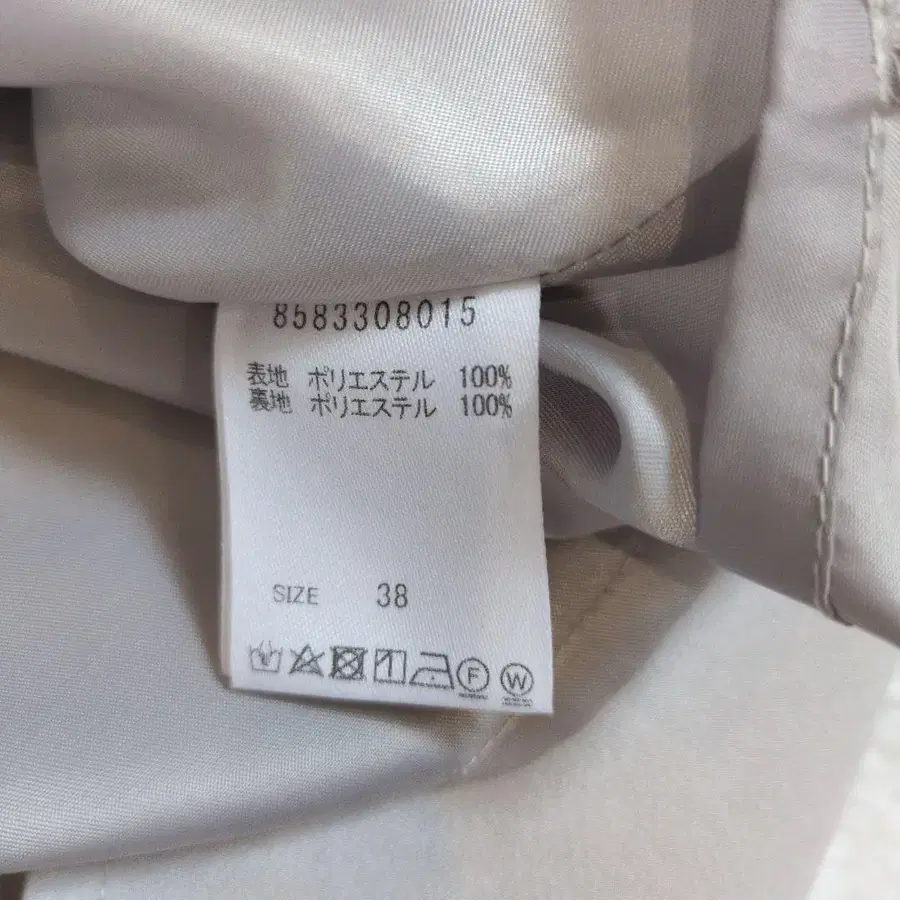 8583308015
表地 ポリエステル 100%
裏地 ポリエステル 100%
SIZE 38
F W